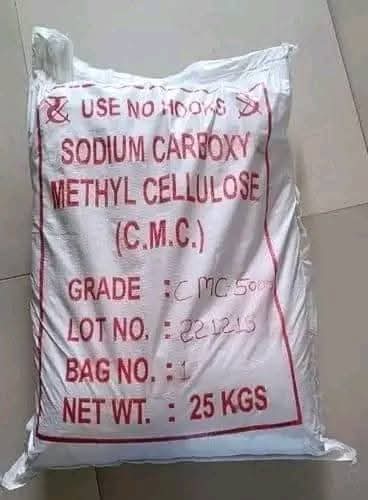 USE NO HOOKS
SODIUM CARBOXY
METHYL CELLULOSE
(C.M.C.)
GRADE : CMC-5000
LOT NO. : 221213
BAG NO. : 1
NET WT. : 25 KGS